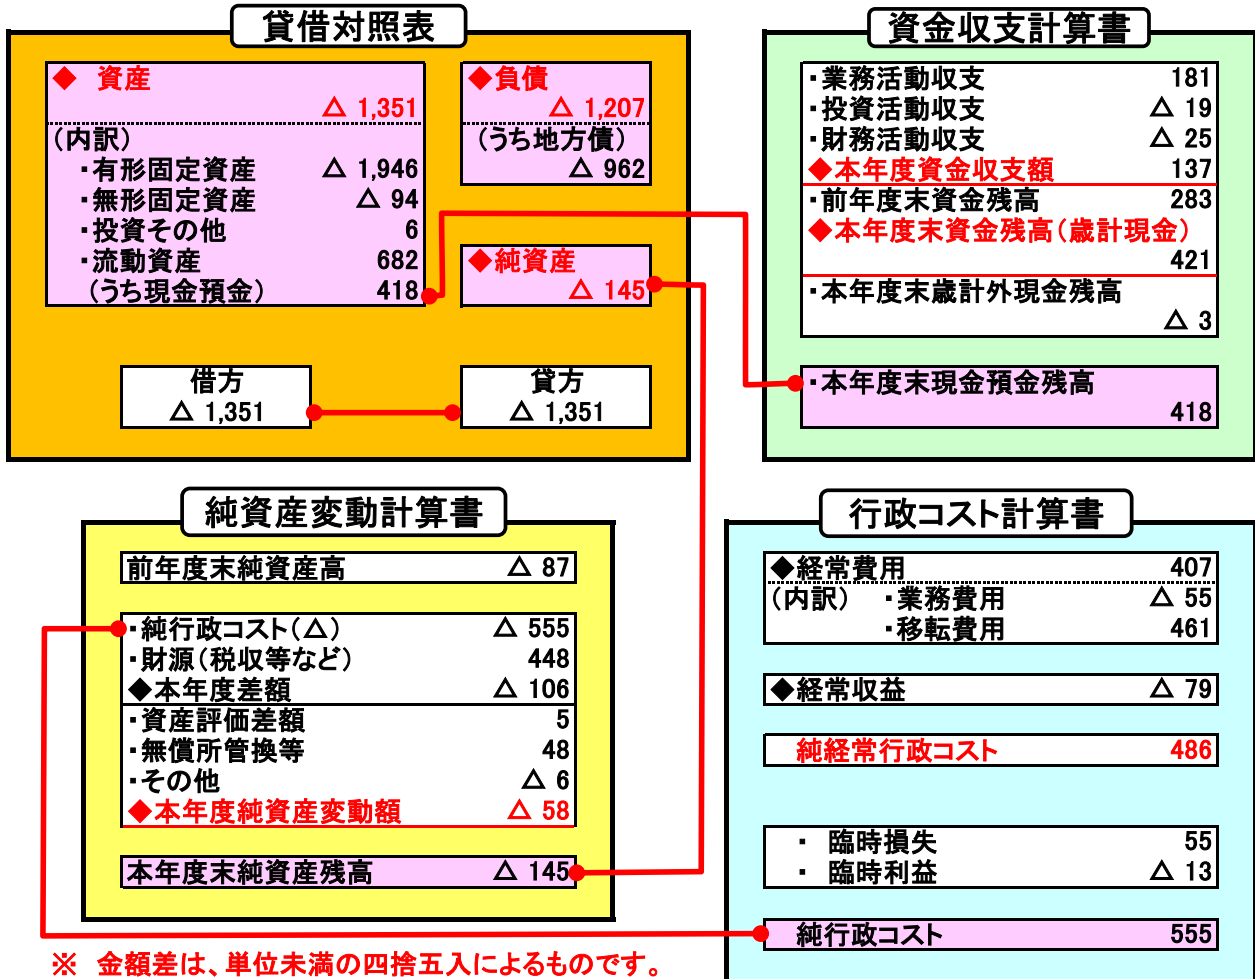 貸借対照表
◆ 資産
△ 1,351
(内訳)
・有形固定資産 △ 1,946
・無形固定資産 △ 94
・投資その他 6
・流動資産 682
(うち現金預金) 418
◆負債
△ 1,207
(うち地方債)
△ 962
◆純資産
△ 145
借方
△ 1,351
貸方
△ 1,351
資金収支計算書
・業務活動収支 181
・投資活動収支 △ 19
・財務活動収支 △ 25
◆本年度資金収支額 137
・前年度末資金残高 283
◆本年度末資金残高(歳計現金)
421
・本年度末歳計外現金残高
△ 3
・本年度末現金預金残高
418
純資産変動計算書
前年度末純資産高 △ 87
・純行政コスト(△) △ 555
・財源(税収等など) 448
◆本年度差額 △ 106
・資産評価差額 5
・無償所管換等 48
・その他 △ 6
◆本年度純資産変動額 △ 58
本年度末純資産残高 △ 145
行政コスト計算書
◆経常費用 407
(内訳) ・業務費用 △ 55
・移転費用 461
◆経常収益 △ 79
純経常行政コスト 486
・ 臨時損失 55
・ 臨時利益 △ 13
純行政コスト 555
※ 金額差は、単位未満の四捨五入によるものです。